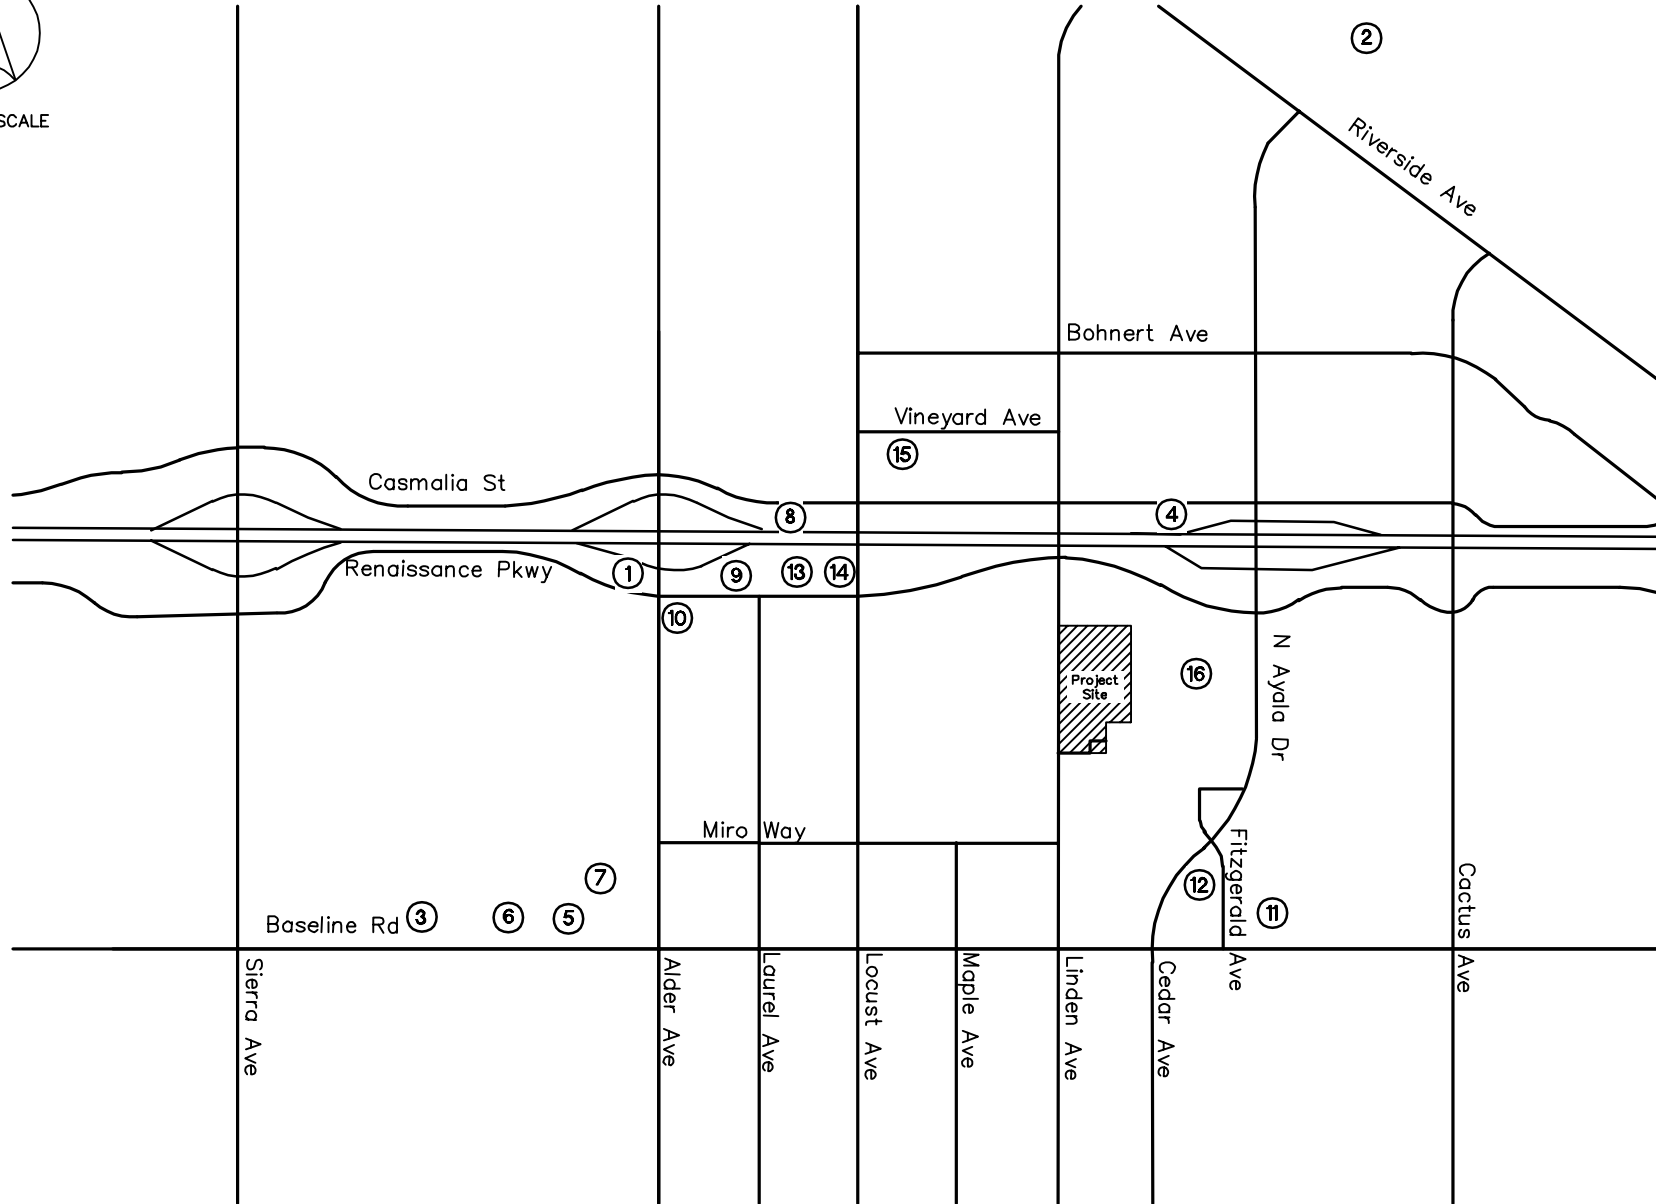 2
SCALE
Riverside Ave
Bohnert Ave
Vineyard Ave
15
Casmalia St
8
4
Renaissance Pkwy
1
9
13
14
10
N Ayala Dr
16
Project
Site
Miro Way
Fitzgerald Ave
7
12
Cactus Ave
Baseline Rd
3
6
5
11
Sierra Ave
Alder Ave
Laurel Ave
Locust Ave
Maple Ave
Linden Ave
Cedar Ave